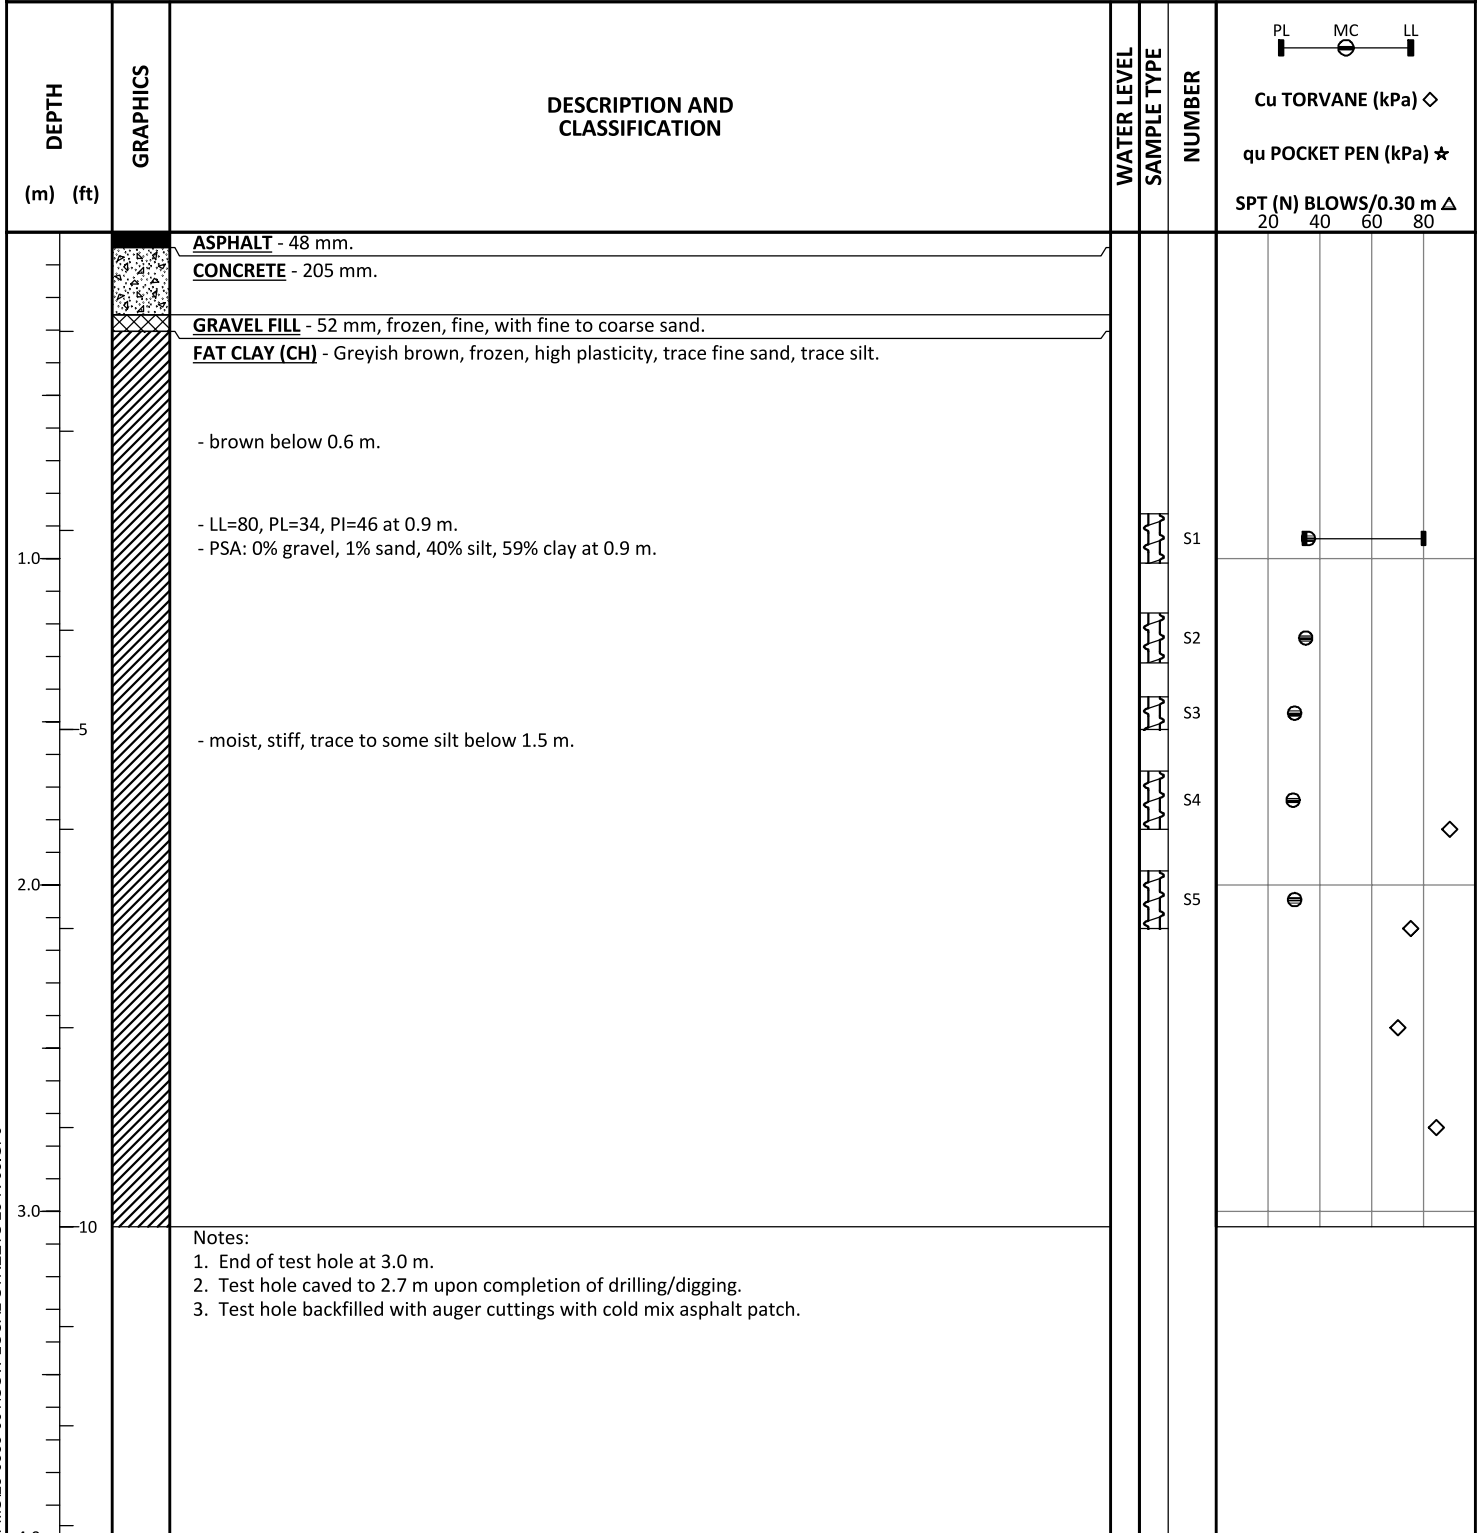 DEPTH
(m) (ft)
GRAPHICS
DESCRIPTION AND
CLASSIFICATION
WATER LEVEL
SAMPLE TYPE
NUMBER
PL MC LL
Cu TORVANE (kPa)
qu POCKET PEN (kPa)
SPT (N) BLOWS/0.30 m
20 40 60 80
ASPHALT - 48 mm.
CONCRETE - 205 mm.
GRAVEL FILL - 52 mm, frozen, fine, with fine to coarse sand.
FAT CLAY (CH) - Greyish brown, frozen, high plasticity, trace fine sand, trace silt.
- brown below 0.6 m.
- LL=80, PL=34, PI=46 at 0.9 m.
S1
- PSA: 0% gravel, 1% sand, 40% silt, 59% clay at 0.9 m.
1.0
S2
S3
5
- moist, stiff, trace to some silt below 1.5 m.
S4
2.0
S5
3.0
10
Notes:
1. End of test hole at 3.0 m.
2. Test hole caved to 2.7 m upon completion of drilling/digging.
3. Test hole backfilled with auger cuttings with cold mix asphalt patch.